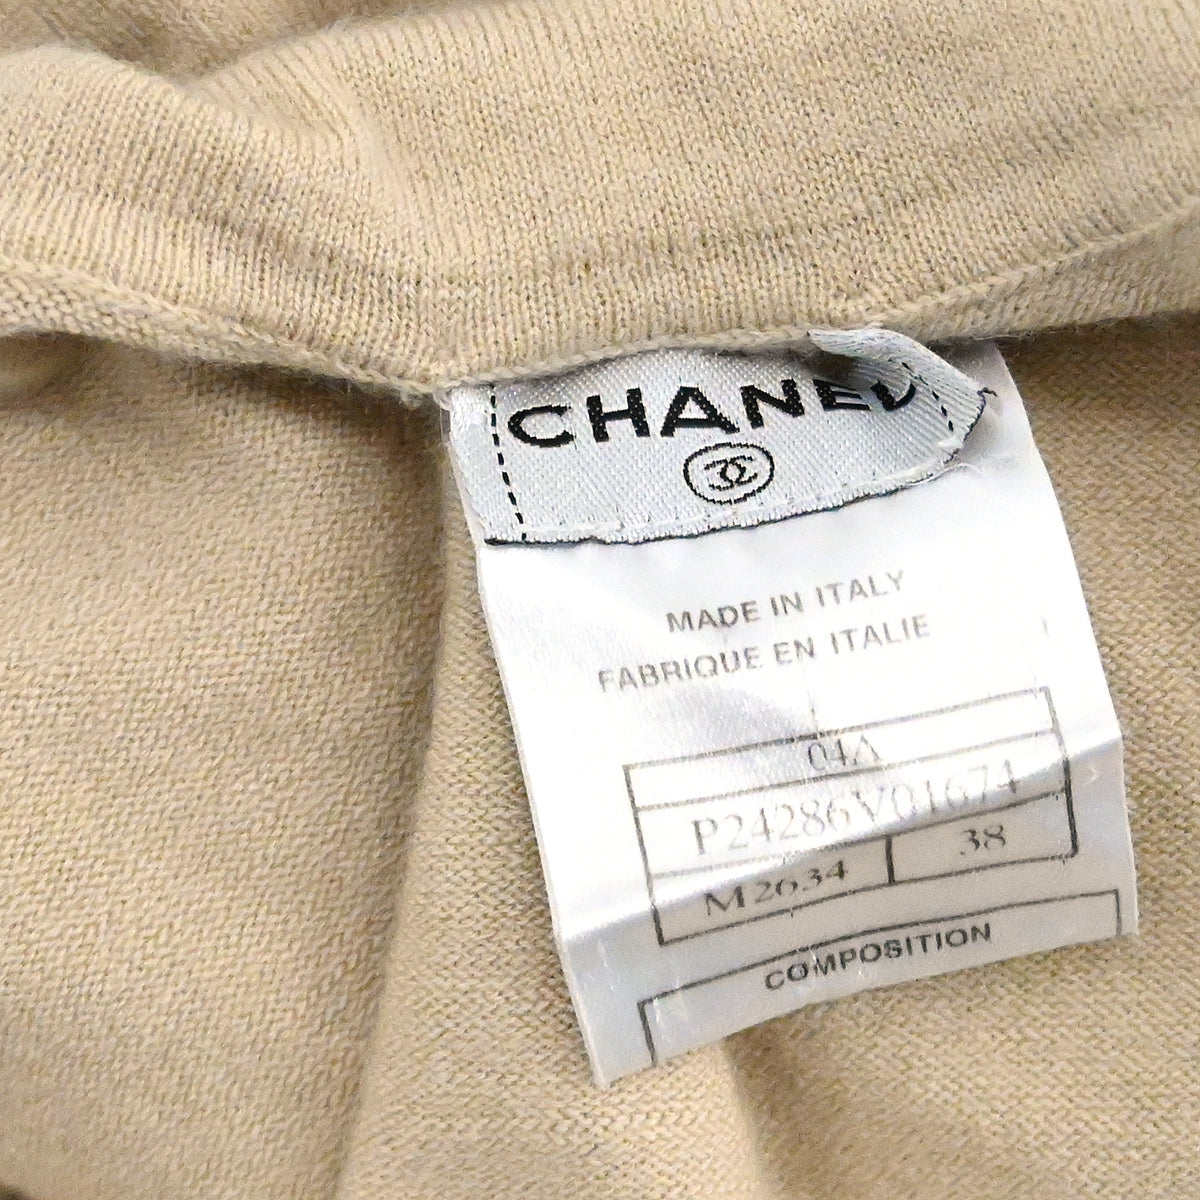 CHANEL
MADE IN ITALY
FABRIQUE EN ITALIE
04A
P24286V01674
M2634 38
COMPOSITION